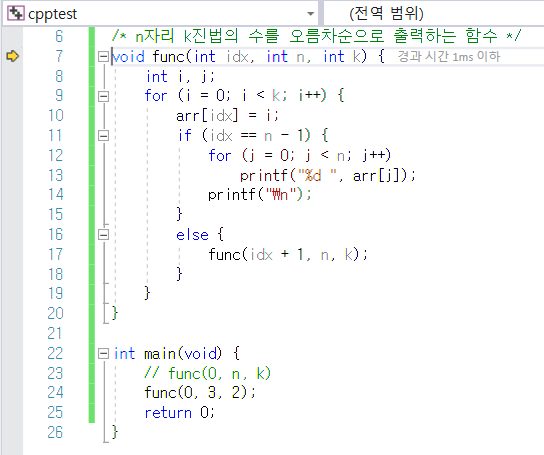 cpptest (전역 범위)
6 /* n자리 k진법의 수를 오름차순으로 출력하는 함수 */
7 void func(int idx, int n, int k) { 경과 시간 1ms 이하
8 int i, j;
9 for (i = 0; i < k; i++) {
10 arr[idx] = i;
11 if (idx == n - 1) {
12 for (j = 0; j < n; j++)
13 printf("%d ", arr[j]);
14 printf("₩n");
15 }
16 else {
17 func(idx + 1, n, k);
18 }
19 }
20 }
21
22 int main(void) {
23 // func(0, n, k)
24 func(0, 3, 2);
25 return 0;
26 }